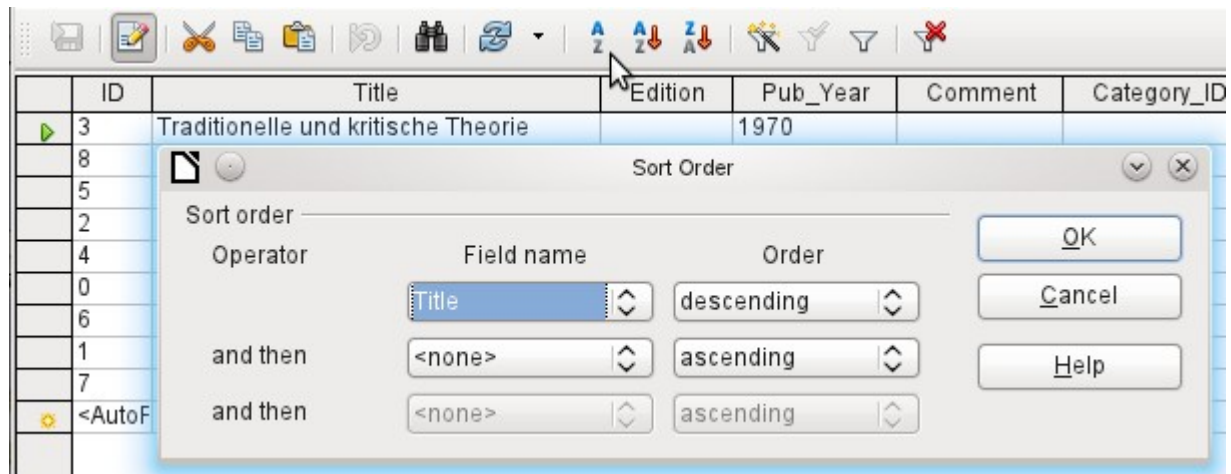 ID Title Edition Pub_Year Comment Category_ID
3 Traditionelle und kritische Theorie 1970
8
5
2
4
0
6
1
7
<AutoF
Sort Order
Sort order
Operator Field name Order
Title descending
and then <none> ascending
and then <none> ascending
OK
Cancel
Help